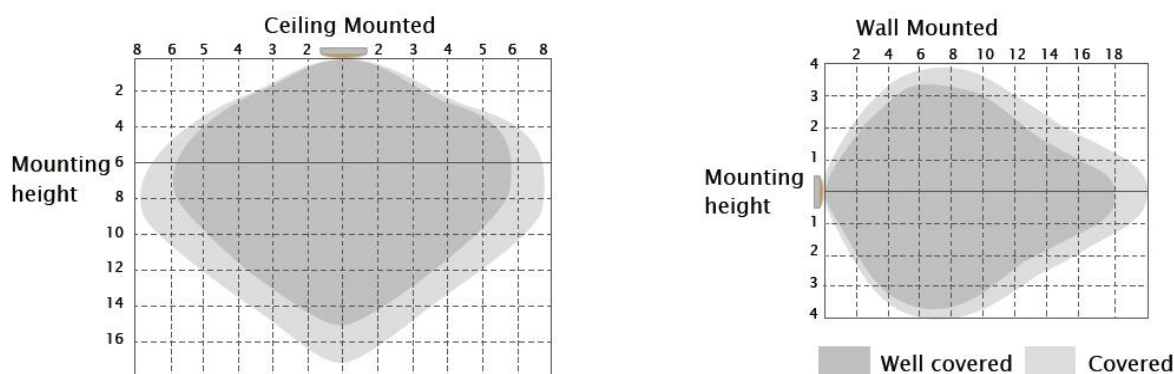 Ceiling Mounted
8 6 5 4 3 2 2 3 4 5 6 8
2
4
6
8
10
12
14
16
Mounting
height
Wall Mounted
2 4 6 8 10 12 14 16 18
4
3
2
1
1
2
3
4
Mounting
height
Well covered
Covered